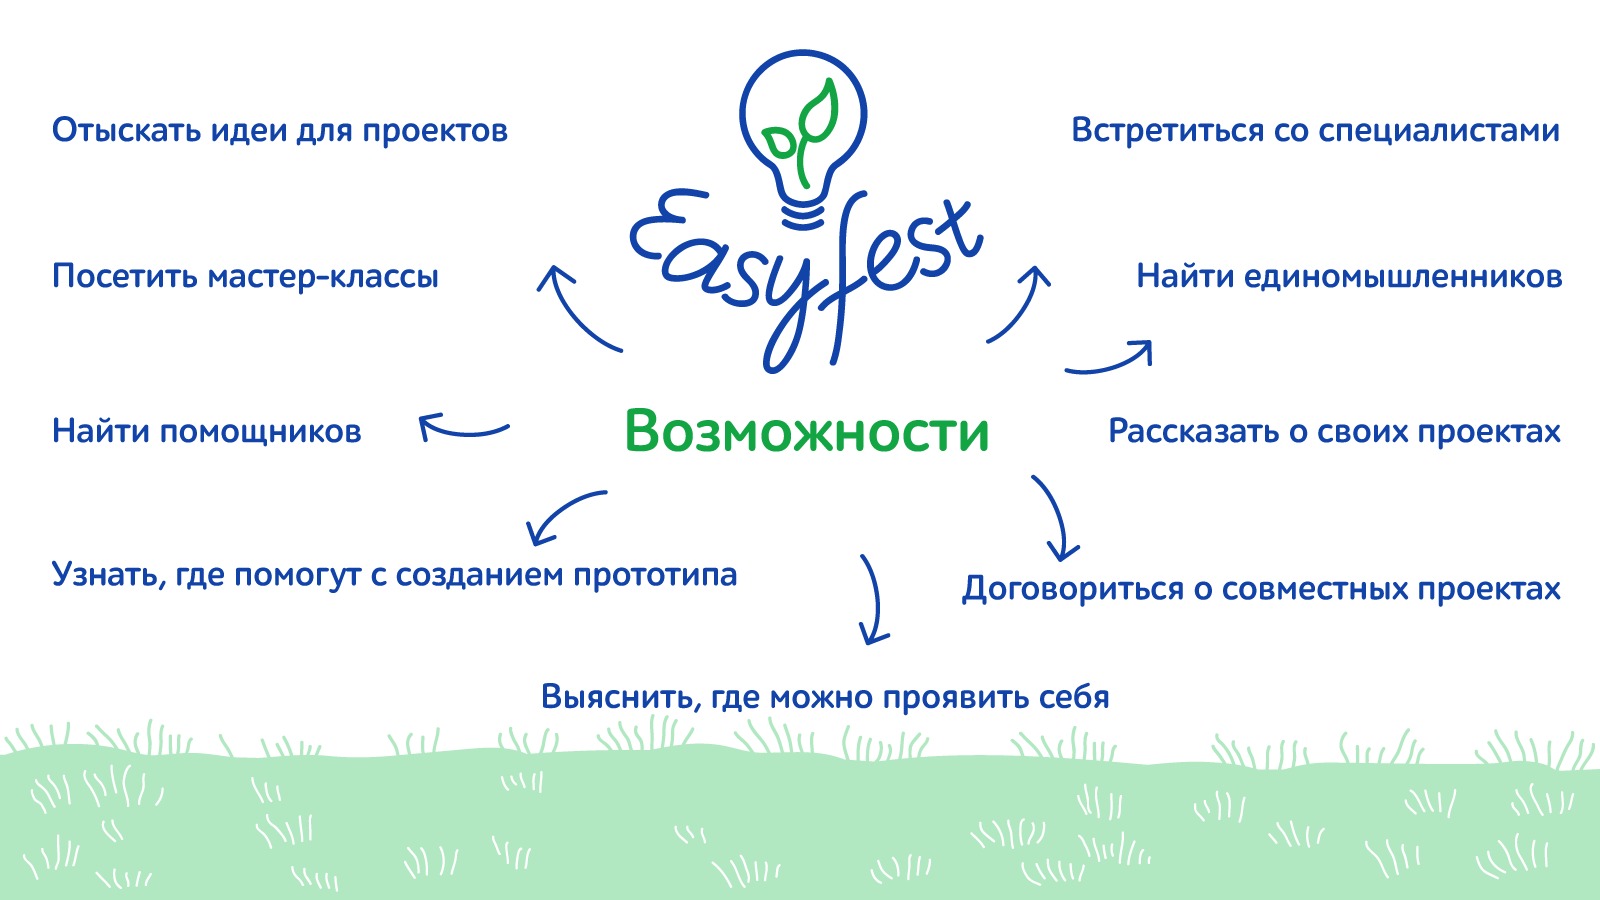 Отыскать идеи для проектов
Встретиться со специалистами
Easyfest
Посетить мастер-классы
Найти единомышленников
Найти помощников
Возможности
Рассказать о своих проектах
Узнать, где помогут с созданием прототипа
Договориться о совместных проектах
Выяснить, где можно проявить себя